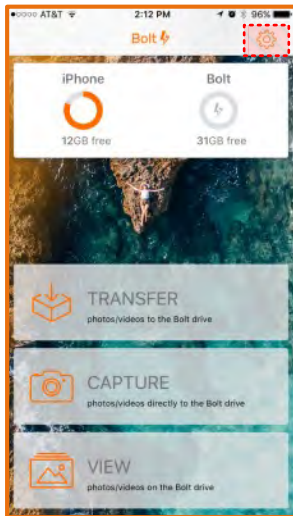 AT&T 2:12 PM 96%
Bolt
iPhone Bolt
12GB free 31GB free
TRANSFER
photos/videos to the Bolt drive
CAPTURE
photos/videos directly to the Bolt drive
VIEW
photos/videos on the Bolt drive